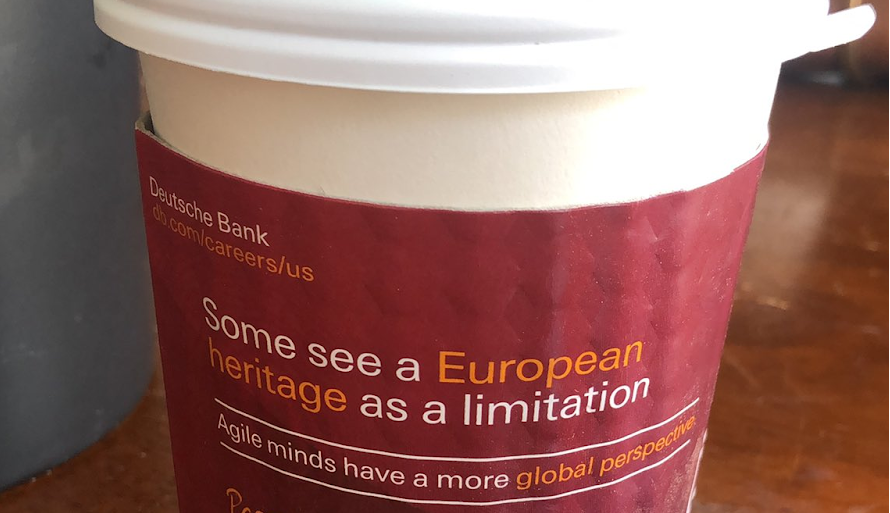 Deutsche Bank
db.com/careers/us
Some see a European
heritage as a limitation
Agile minds have a more global perspective.